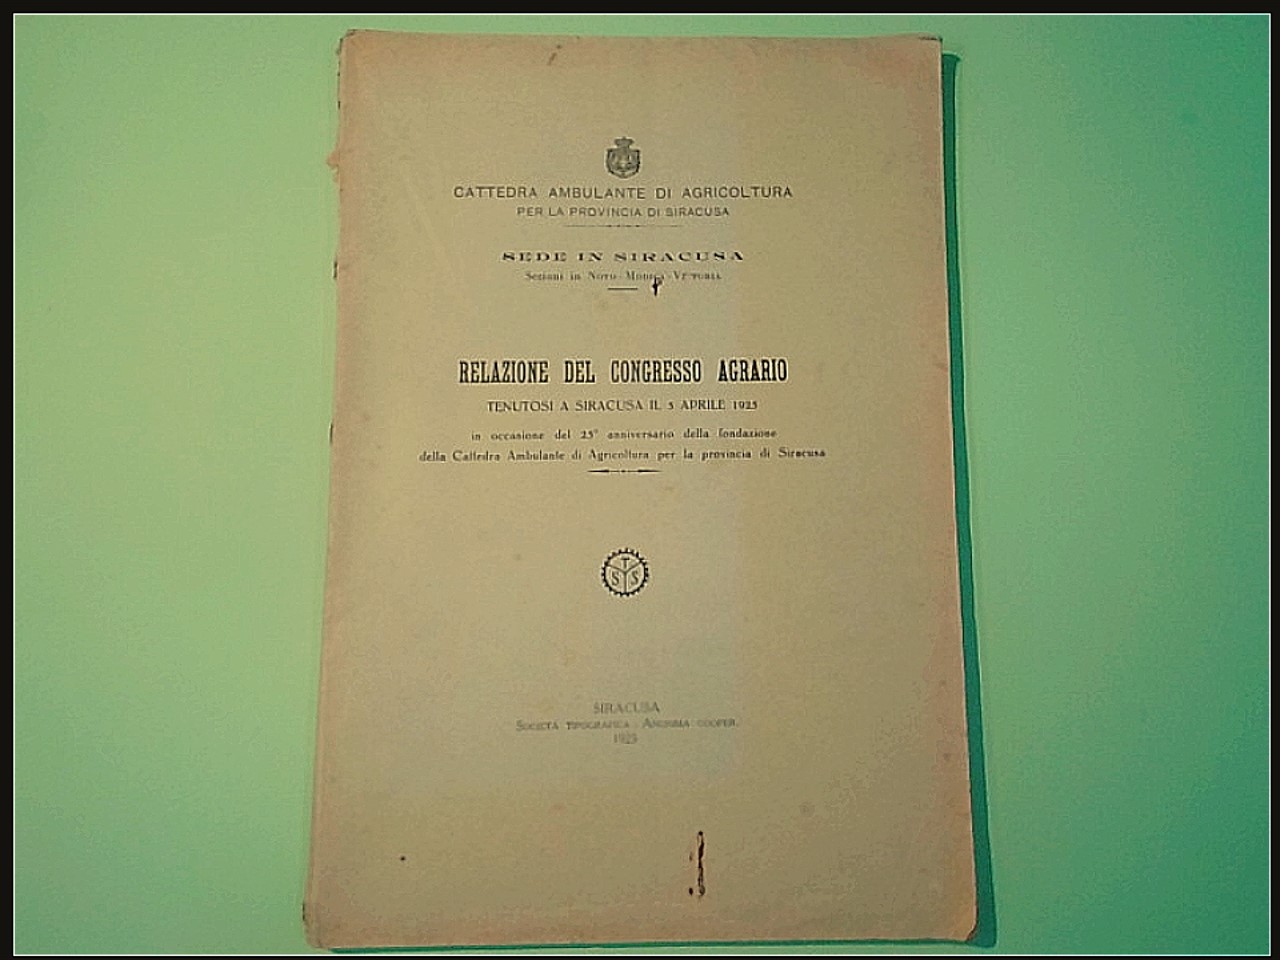 CATTEDRA AMBULANTE DI AGRICOLTURA
PER LA PROVINCIA DI SIRACUSA
SEDE IN SIRACUSA
Sezioni in Noto - Modica - Vittoria
RELAZIONE DEL CONGRESSO AGRARIO
TENUTOSI A SIRACUSA IL 5 APRILE 1925
in occasione del 25° anniversario della fondazione
della Cattedra Ambulante di Agricoltura per la provincia di Siracusa
S T S
SIRACUSA
SOCIETÀ TIPOGRAFICA - ANONIMA COOPER.
1925